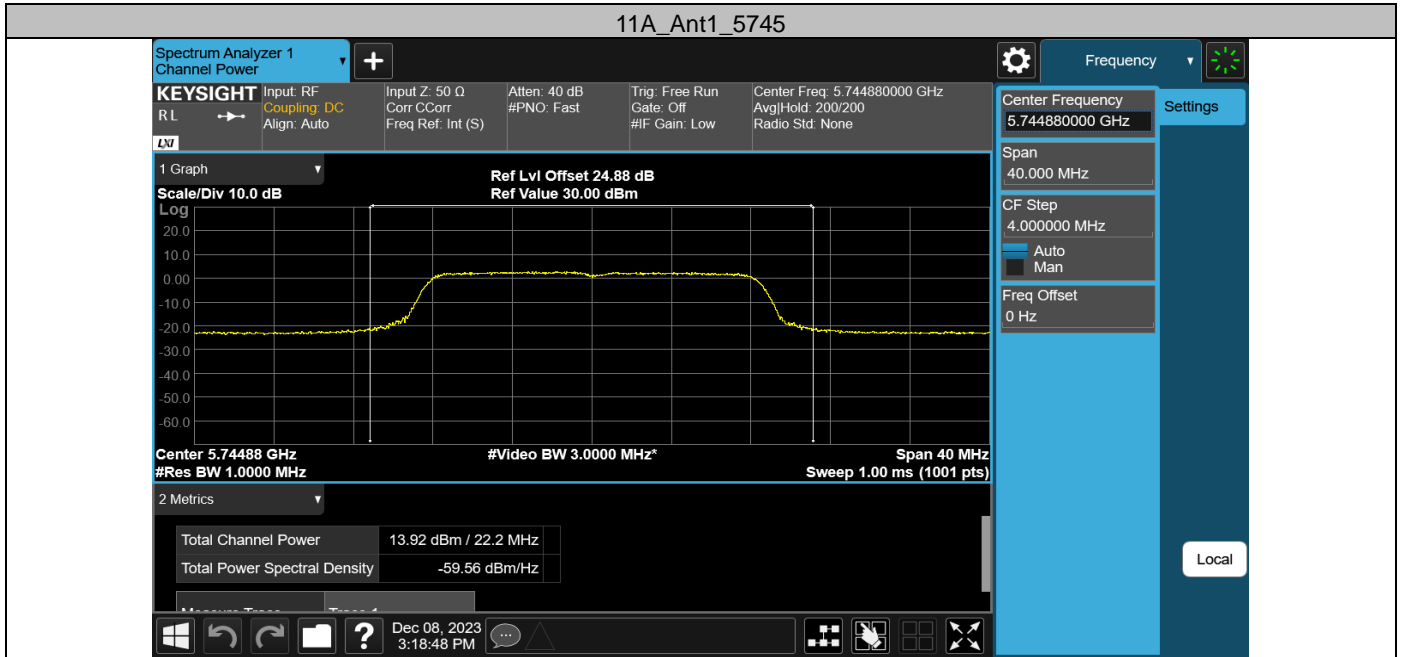 11A_Ant1_5745
Spectrum Analyzer 1
Channel Power
Frequency
KEYSIGHT
RL
LXI
Input: RF
Coupling: DC
Align: Auto
Input Z: 50 Ω
Corr CCorr
Freq Ref: Int (S)
Atten: 40 dB
#PNO: Fast
Trig: Free Run
Gate: Off
#IF Gain: Low
Center Freq: 5.744880000 GHz
Avg|Hold: 200/200
Radio Std: None
Center Frequency
5.744880000 GHz
Settings
Span
40.000 MHz
CF Step
4.000000 MHz
Auto
Man
Freq Offset
0 Hz
1 Graph
Scale/Div 10.0 dB
Ref Lvl Offset 24.88 dB
Ref Value 30.00 dBm
Log
20.0
10.0
0.00
-10.0
-20.0
-30.0
-40.0
-50.0
-60.0
Center 5.74488 GHz
#Video BW 3.0000 MHz*
Span 40 MHz
#Res BW 1.0000 MHz
Sweep 1.00 ms (1001 pts)
2 Metrics
Total Channel Power 13.92 dBm / 22.2 MHz
Total Power Spectral Density -59.56 dBm/Hz
Local
Dec 08, 2023
3:18:48 PM